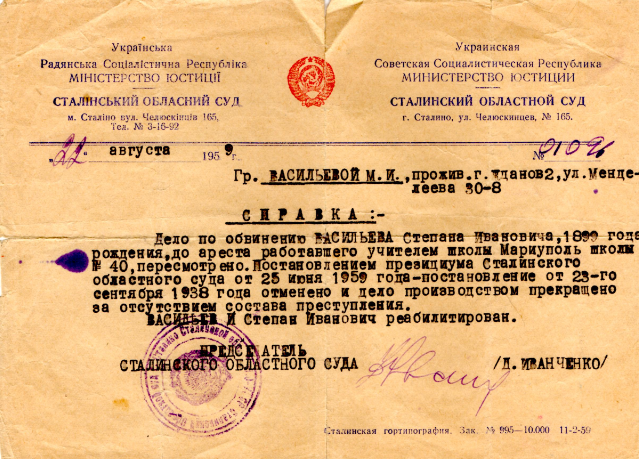 Українська
Радянська Соціалістична Республіка
МІНІСТЕРСТВО ЮСТИЦІЇ
СТАЛІНСЬКИЙ ОБЛАСНИЙ СУД
м. Сталіно вул. Челюскінців 165,
Тел. № 3-16-92
Украинская
Советская Социалистическая Республика
МИНИСТЕРСТВО ЮСТИЦИИ
СТАЛИНСКИЙ ОБЛАСТНОЙ СУД
г. Сталино, ул. Челюскинцев, № 165.
„22" августа 1959 г.
№
Гр. ВАСИЛЬЕВОЙ М.И.,прожив.г.Жданов2,ул.Менде-
леева 30-8
СПРАВКА:-
Дело по обвинению ВАСИЛЬЕВА Степана Ивановича,1899 года
рождения,до ареста работавшего учителем школы Мариуполь школы
№ 40,пересмотрено.Постановлением президиума Сталинского
областного суда от 25 июня 1959 года-постановление от 23-го
сентября 1938 года отменено и дело производством прекращено
за отсутствием состава преступления.
ВАСИЛЬЕВ И Степан Иванович реабилитирован.
ПРЕДСЕДАТЕЛЬ
СТАЛИНСКОГО ОБЛАСТНОГО СУДА /Л.ИВАНЧЕНКО/
Сталинская гортипография. Зак. № 995—10.000 11-2-59